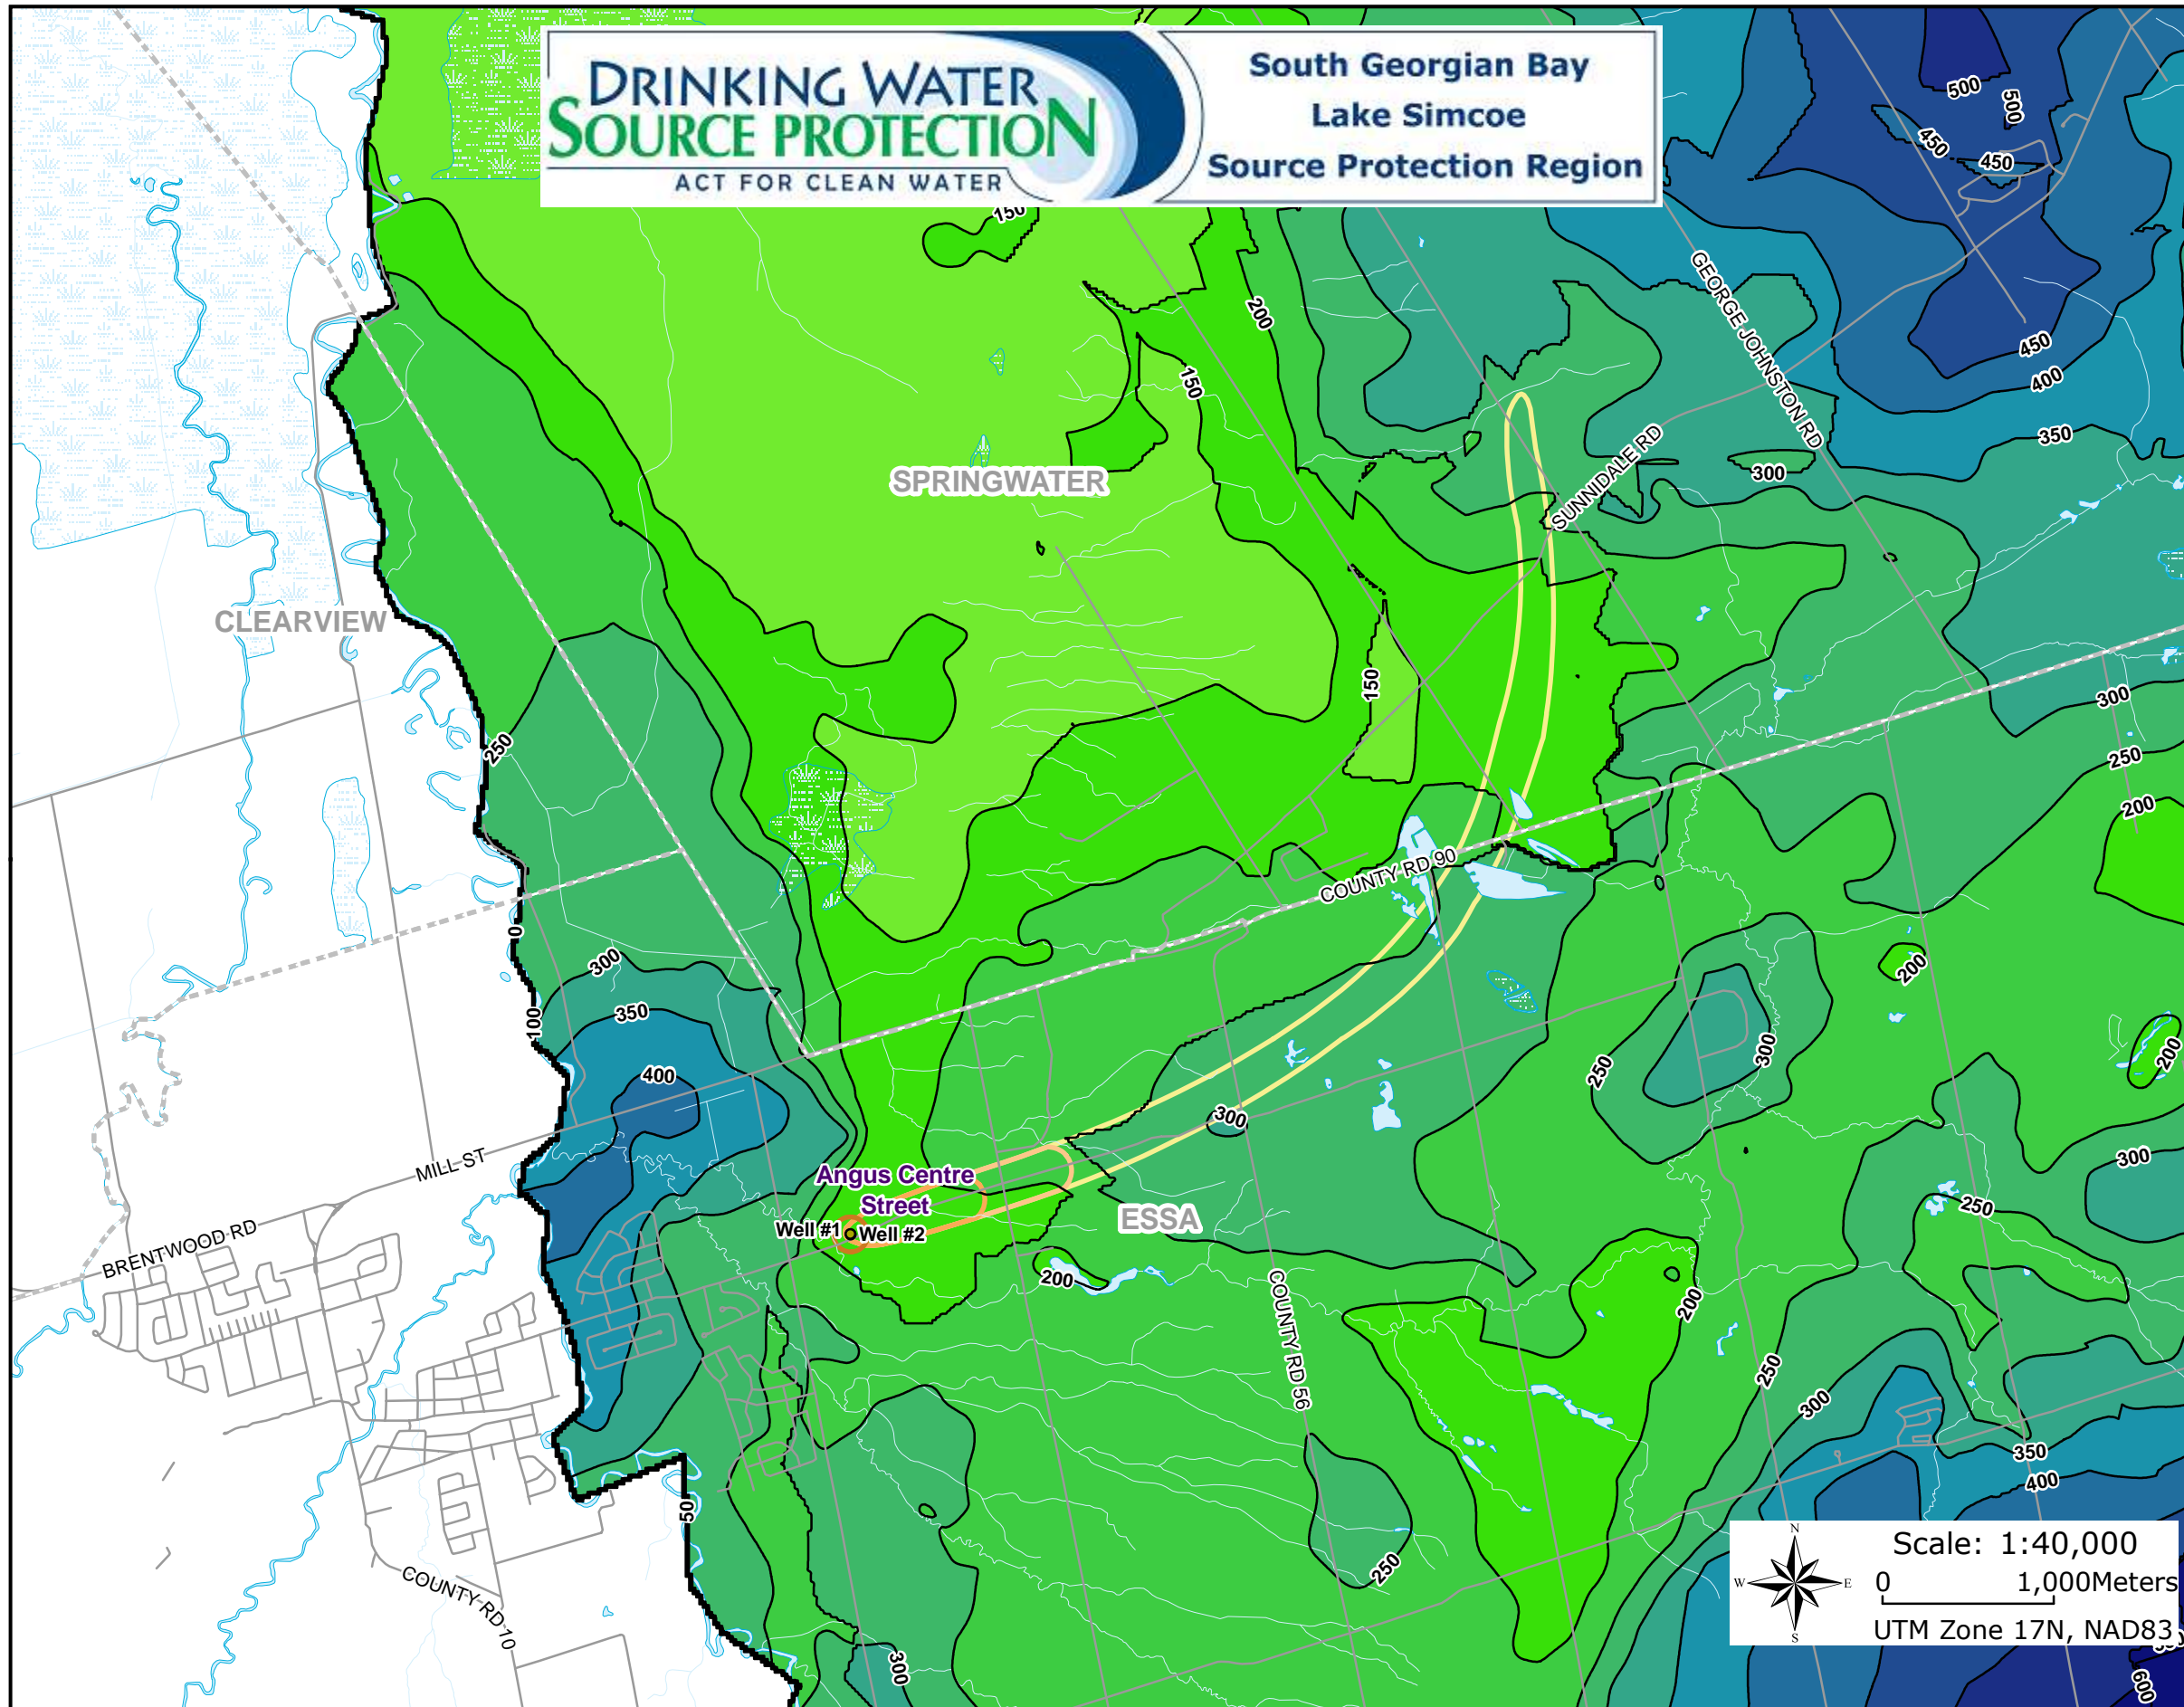 DRINKING WATER
SOURCE PROTECTION
ACT FOR CLEAN WATER
South Georgian Bay
Lake Simcoe
Source Protection Region
500
500
450
450
150
200
GEORGE JOHNSTON RD
450
400
150
350
SUNNIDALE RD
300
SPRINGWATER
CLEARVIEW
150
300
250
250
200
COUNTY RD 90
0
300
200
100
350
300
200
400
250
300
MILL ST
300
Angus Centre
Street
250
ESSA
Well #1
Well #2
BRENTWOOD RD
200
200
COUNTY RD 56
250
300
350
400
50
250
COUNTY RD 10
300
N
W
E
S
Scale: 1:40,000
0
1,000Meters
UTM Zone 17N, NAD83
600